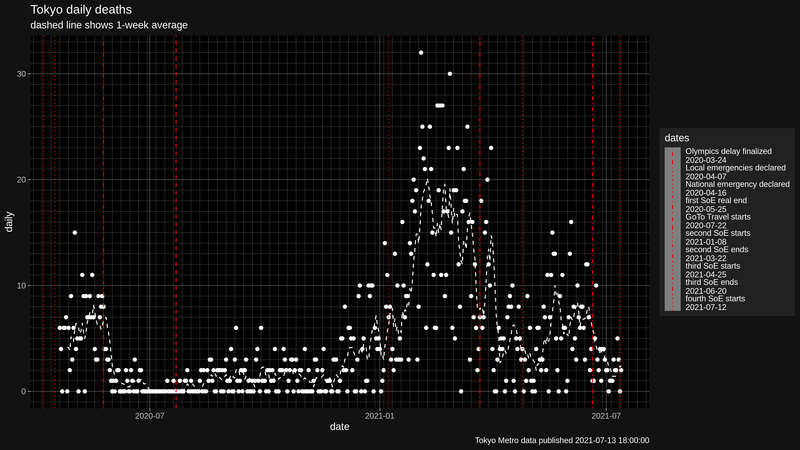 Tokyo daily deaths
dashed line shows 1-week average
daily
30
20
10
0
2020-07
2021-01
2021-07
date
Tokyo Metro data published 2021-07-13 18:00:00
dates
Olympics delay finalized
2020-03-24
Local emergencies declared
2020-04-07
National emergency declared
2020-04-16
first SoE real end
2020-05-25
GoTo Travel starts
2020-07-22
second SoE starts
2021-01-08
second SoE ends
2021-03-22
third SoE starts
2021-04-25
third SoE ends
2021-06-20
fourth SoE starts
2021-07-12